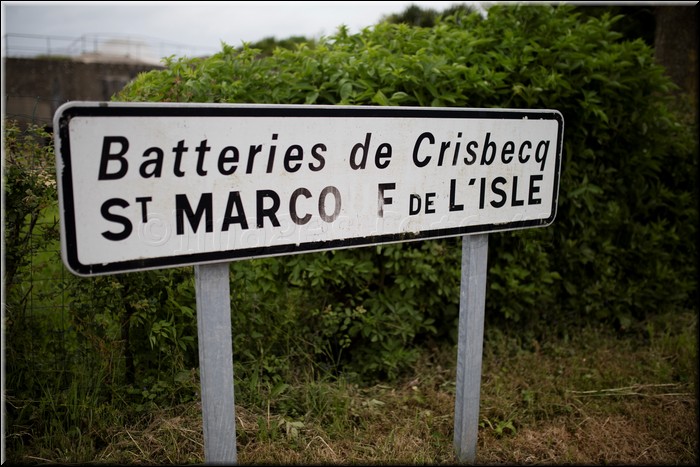 Batteries de Crisbecq
ST MARCO F DE L'ISLE